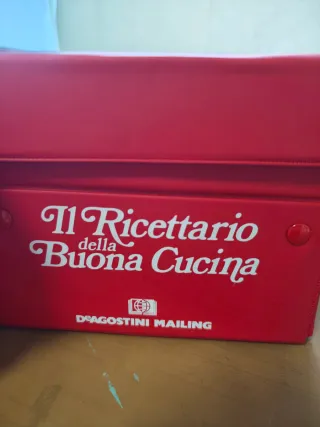 Il Ricettario
della
Buona Cucina
DeAGOSTINI MAILING